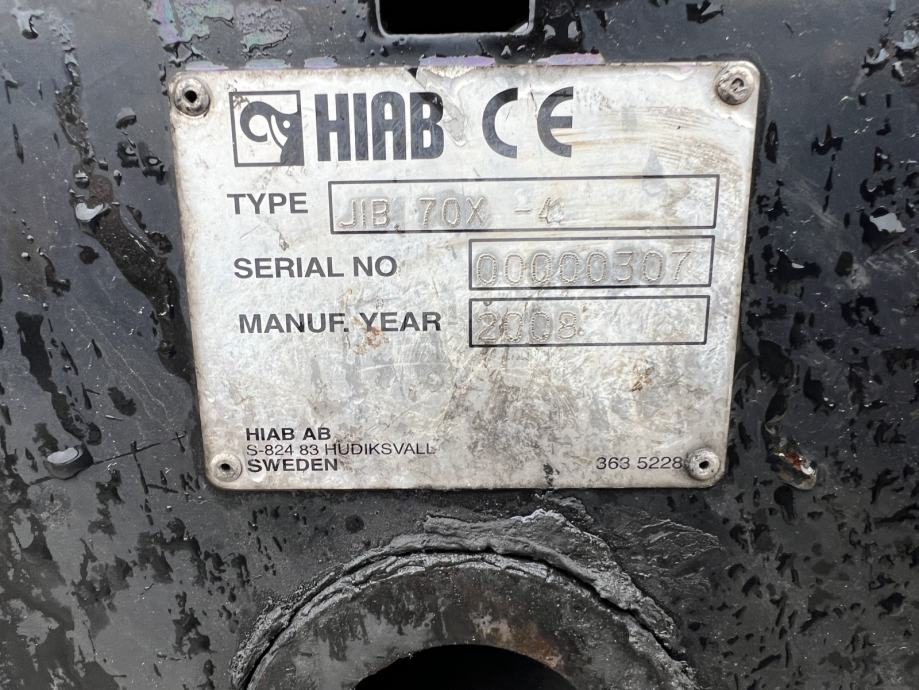 HIAB CE
TYPE JIB 70X -4
SERIAL NO 00000307
MANUF. YEAR 2008
HIAB AB
S-824 83 HUDIKSVALL
SWEDEN 363 5228